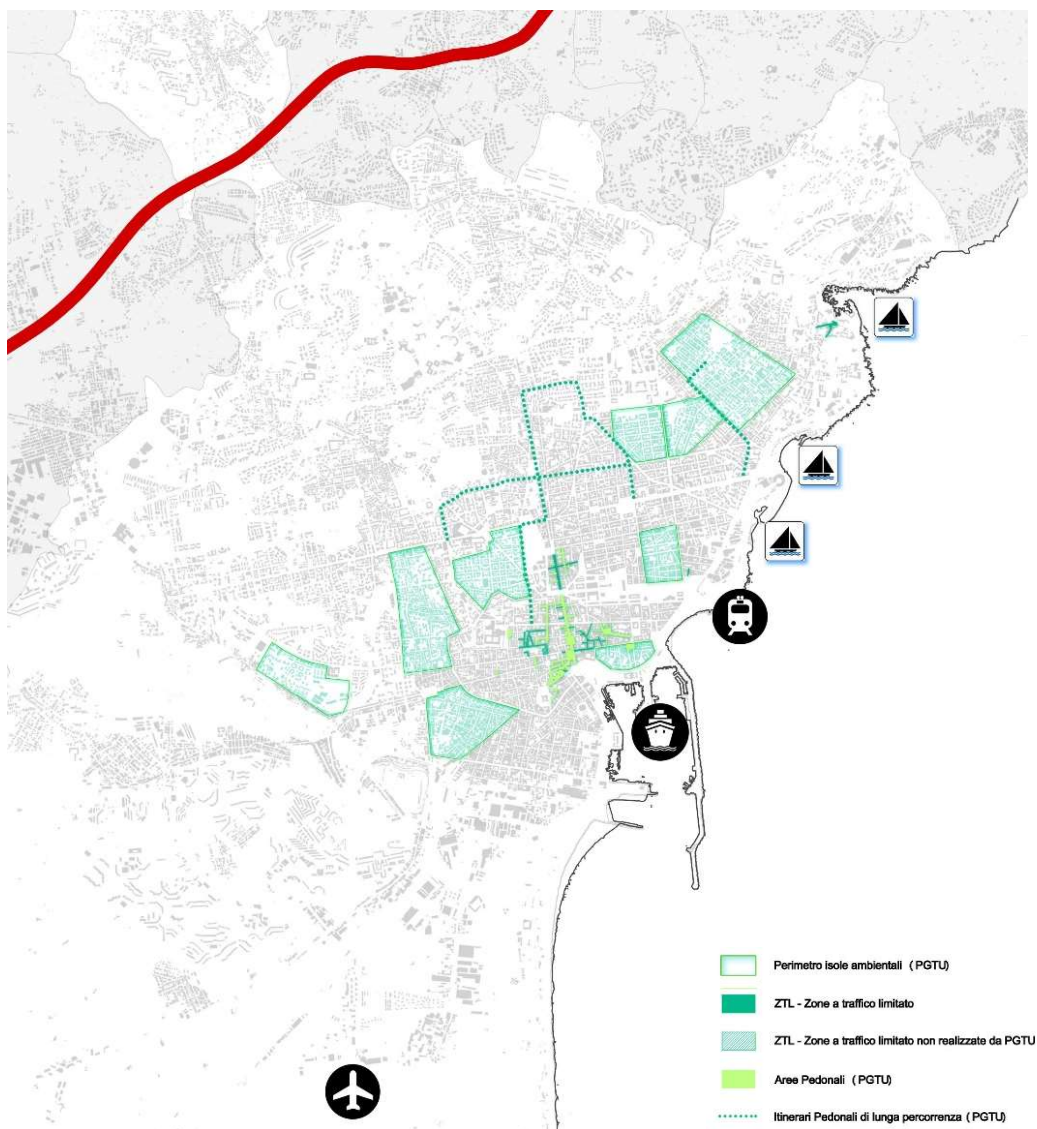 Perimetro isole ambientali ( PGTU)
ZTL - Zone a traffico limitato
ZTL - Zone a traffico limitato non realizzate da PGTU
Aree Pedonali ( PGTU)
Itinerari Pedonali di lunga percorrenza ( PGTU)